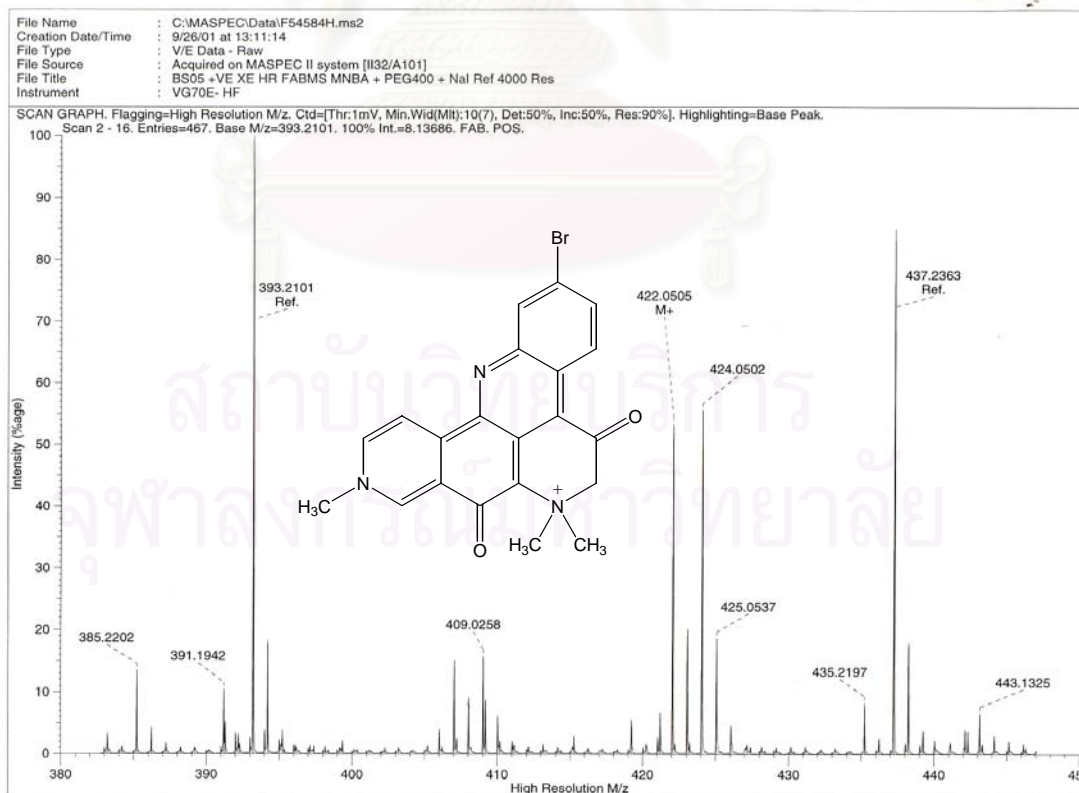 File Name : C:\MASPEC\Data\F54584H.ms2
Creation Date/Time : 9/26/01 at 13:11:14
File Type : V/E Data - Raw
File Source : Acquired on MASPEC II system [II32/A101]
File Title : BS05 +VE XE HR FABMS MNBA + PEG400 + NaI Ref 4000 Res
Instrument : VG70E- HF
SCAN GRAPH. Flagging=High Resolution M/z. Ctd=[Thr:1mV, Min.Wid(Mlt):10(7), Det:50%, Inc:50%, Res:90%]. Highlighting=Base Peak.
Scan 2 - 16. Entries=467. Base M/z=393.2101. 100% Int.=8.13686. FAB. POS.
100
90
80
70
60
50
40
30
20
10
0
Intensity (%age)
393.2101
Ref.
422.0505
M+
437.2363
Ref.
424.0502
425.0537
409.0258
385.2202
391.1942
435.2197
443.1325
Br
N
O
N
H₃C
O
N
+
H₃C
CH₃
สถาบันวิทยบริการ
จุฬาลงกรณ์มหาวิทยาลัย
380
390
400
410
420
430
440
High Resolution M/z